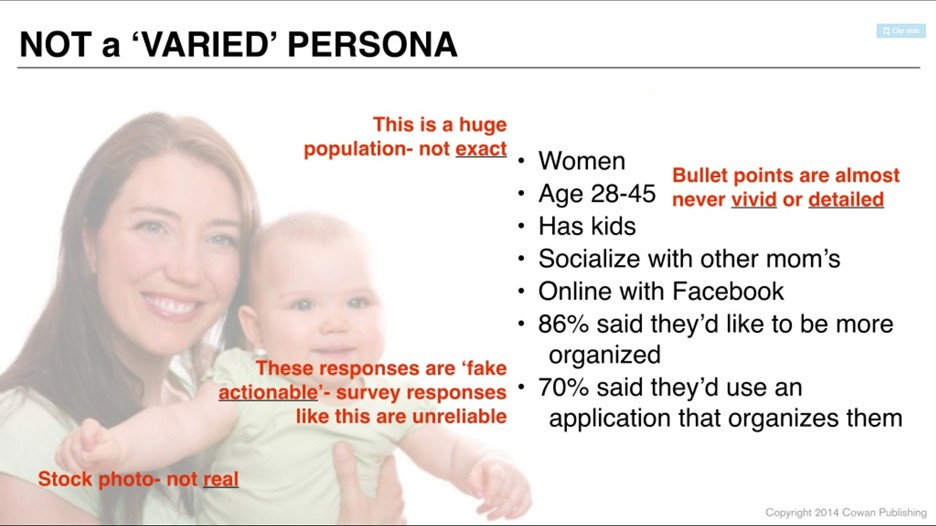 NOT a ‘VARIED’ PERSONA
Clip slide
This is a huge
population- not exact
• Women
• Age 28-45
• Has kids
• Socialize with other mom’s
• Online with Facebook
• 86% said they’d like to be more
organized
• 70% said they’d use an
application that organizes them
Bullet points are almost
never vivid or detailed
These responses are ‘fake
actionable’- survey responses
like this are unreliable
Stock photo- not real
Copyright 2014 Cowan Publishing